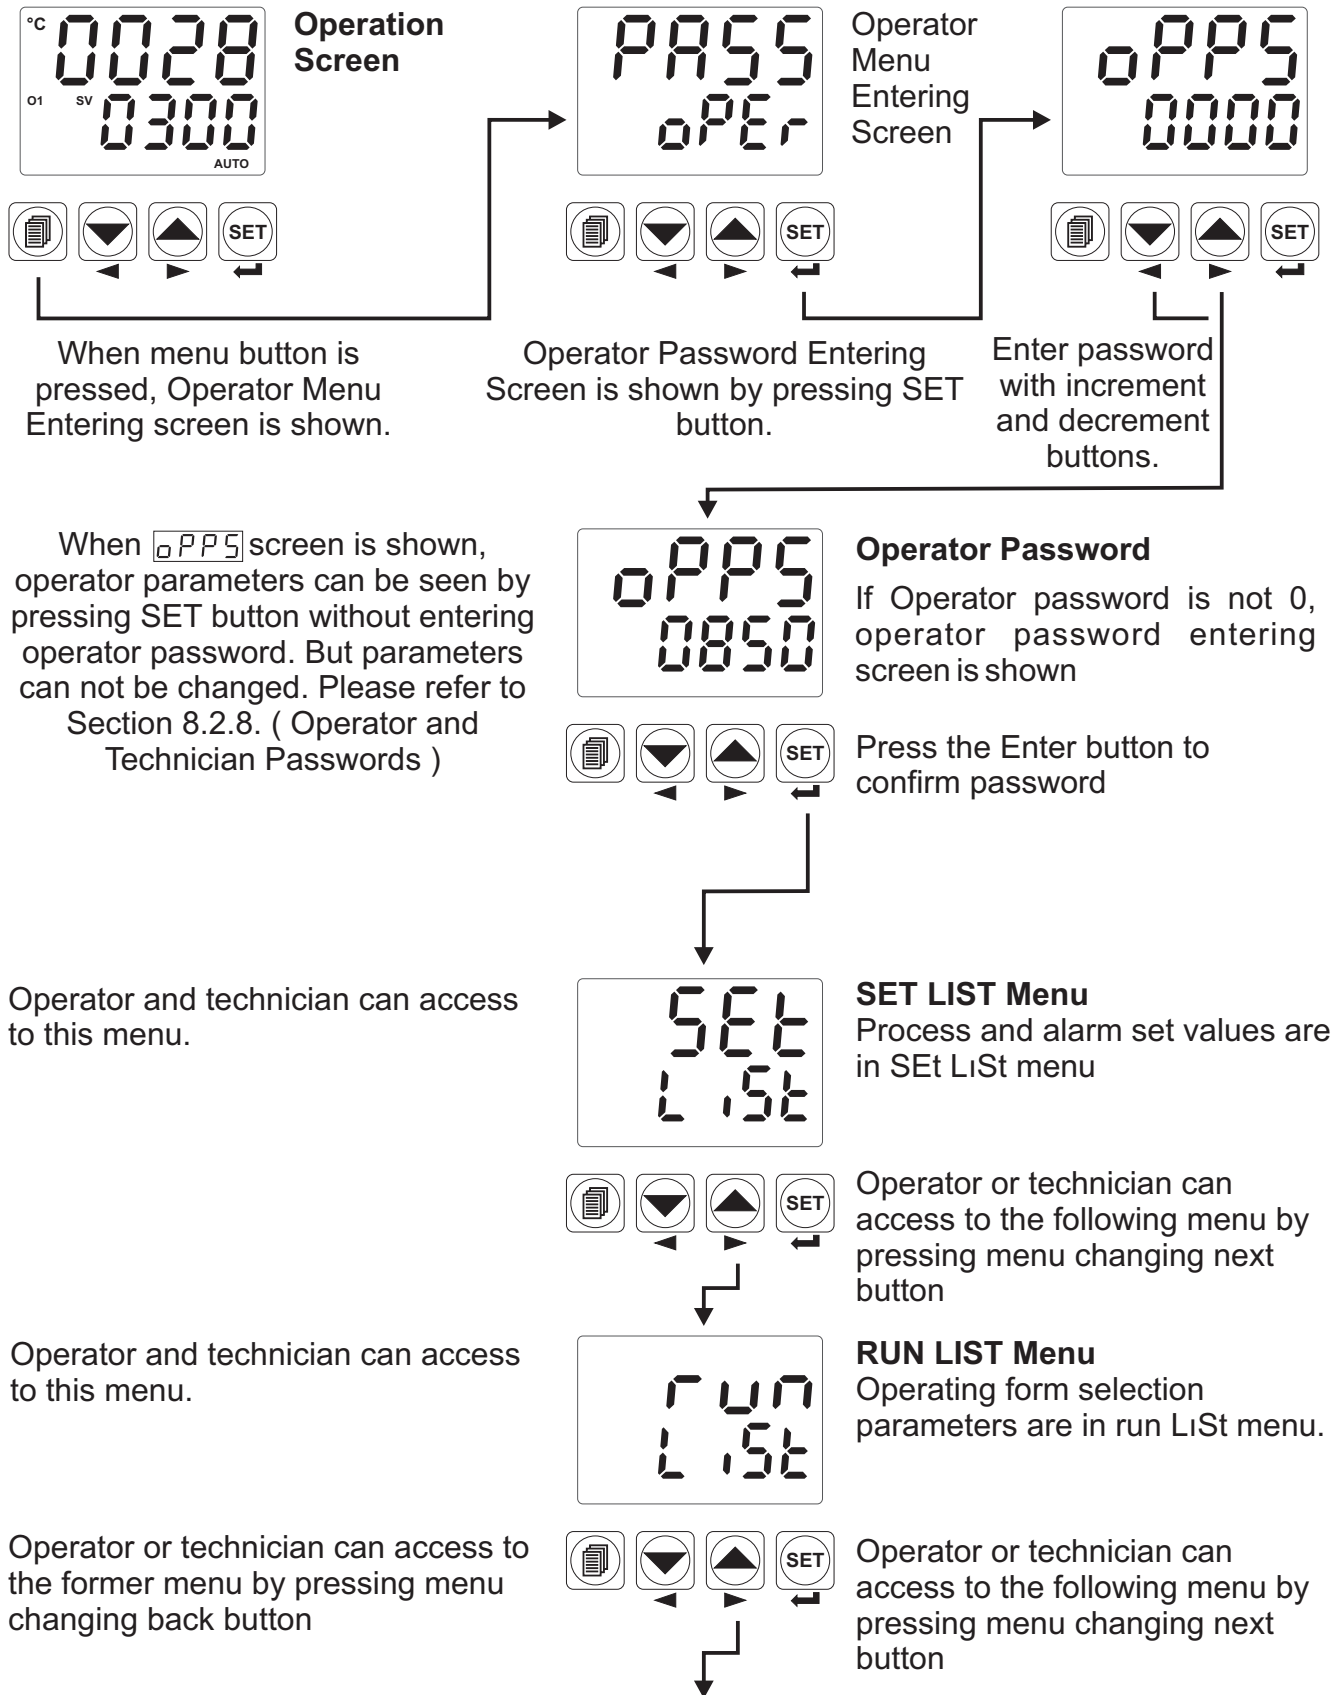 °C 0028
O1 SV 0300
AUTO
Operation
Screen
PASS
oPEr
Operator
Menu
Entering
Screen
oPPS
0000
SET
SET
SET
When menu button is
pressed, Operator Menu
Entering screen is shown.
Operator Password Entering
Screen is shown by pressing SET
button.
Enter password
with increment
and decrement
buttons.
When oPPS screen is shown,
operator parameters can be seen by
pressing SET button without entering
operator password. But parameters
can not be changed. Please refer to
Section 8.2.8. ( Operator and
Technician Passwords )
oPPS
0850
SET
Operator Password
If Operator password is not 0,
operator password entering
screen is shown
Press the Enter button to
confirm password
Operator and technician can access
to this menu.
SEt
LiSt
SET
SET LIST Menu
Process and alarm set values are
in SEt LıSt menu
Operator or technician can
access to the following menu by
pressing menu changing next
button
Operator and technician can access
to this menu.
run
LiSt
RUN LIST Menu
Operating form selection
parameters are in run LıSt menu.
Operator or technician can access to
the former menu by pressing menu
changing back button
SET
Operator or technician can
access to the following menu by
pressing menu changing next
button